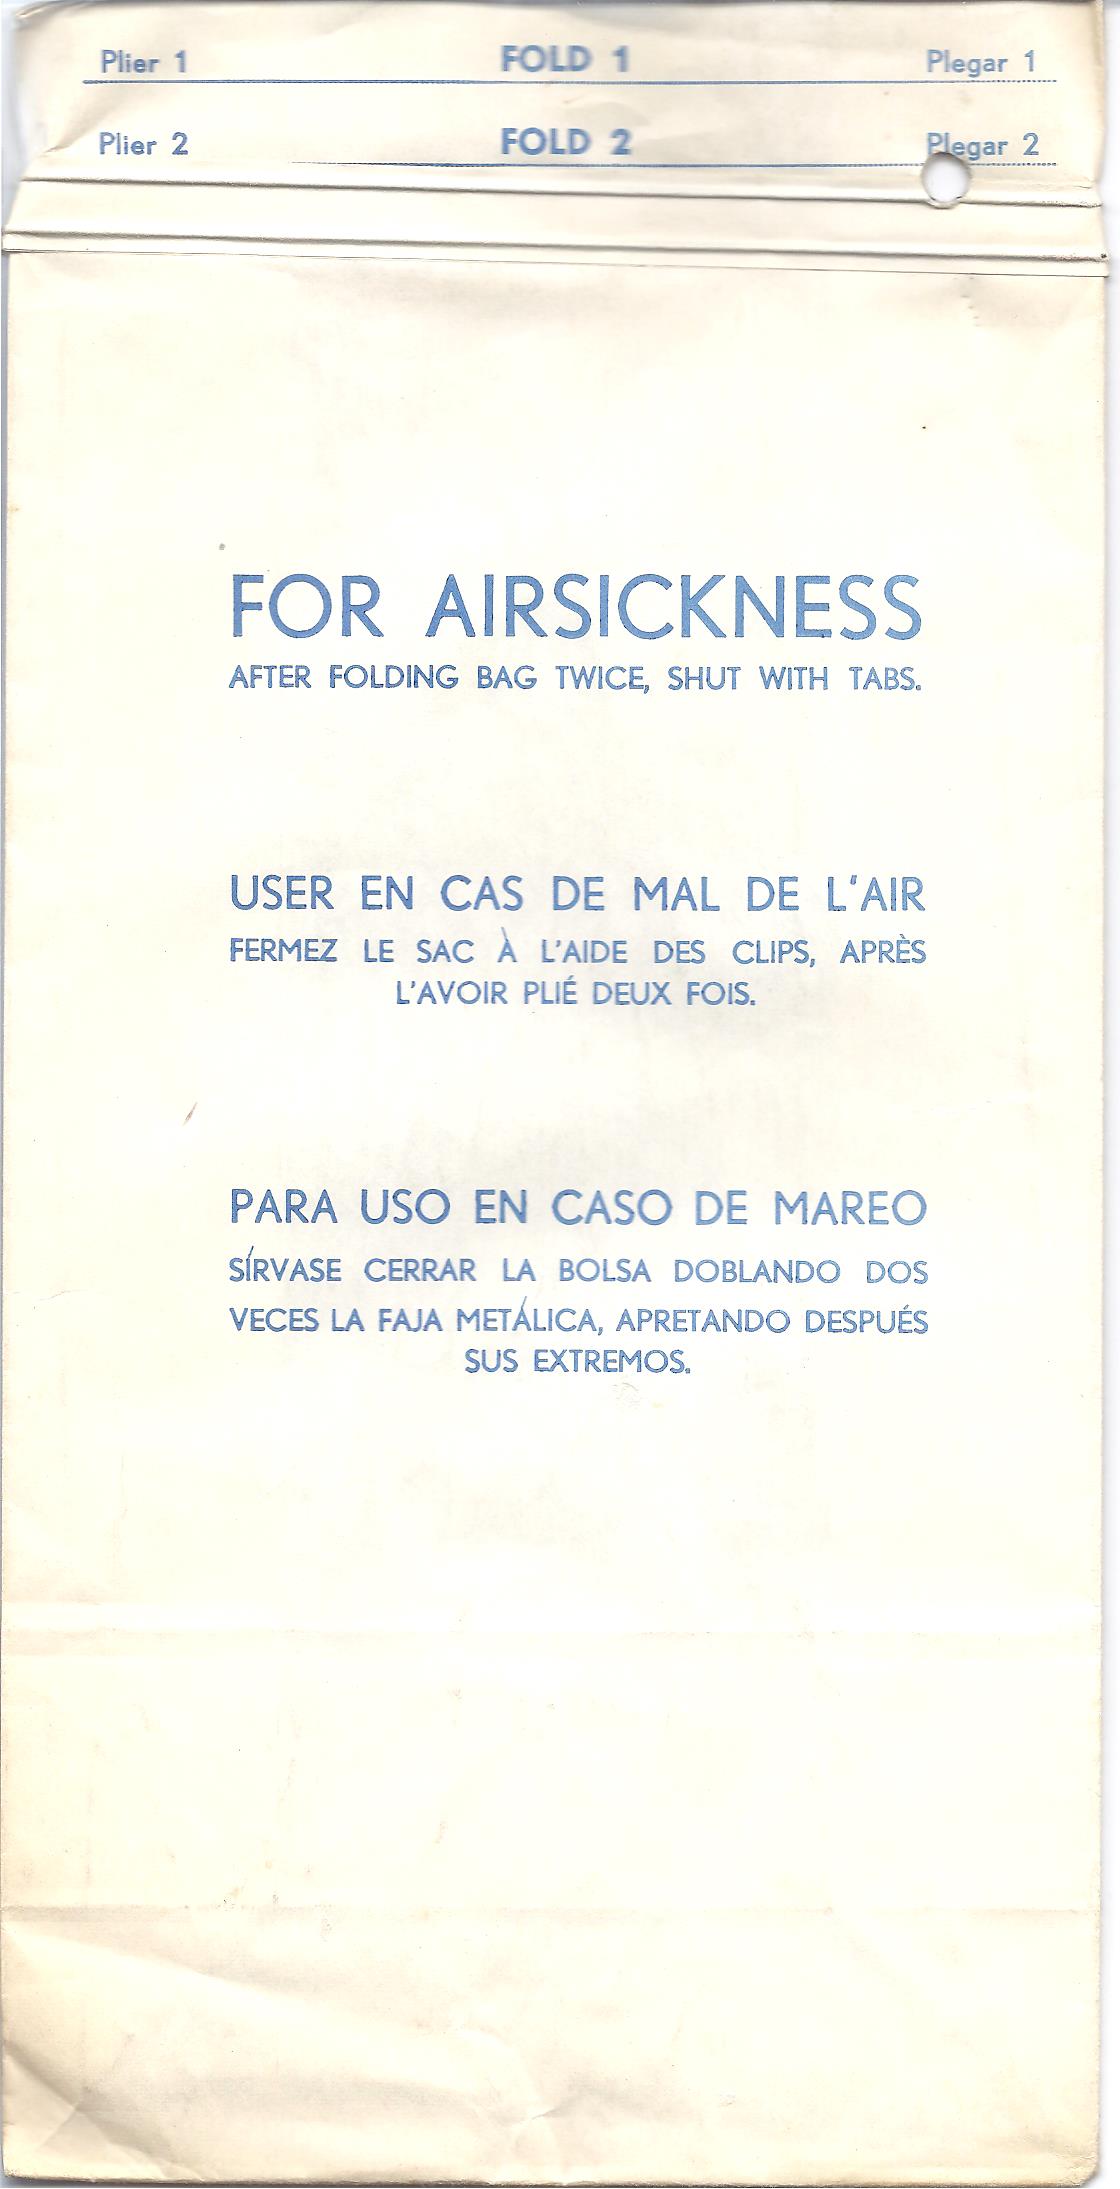 Plier 1 FOLD 1 Plegar 1
Plier 2 FOLD 2 Plegar 2
FOR AIRSICKNESS
AFTER FOLDING BAG TWICE, SHUT WITH TABS.
USER EN CAS DE MAL DE L'AIR
FERMEZ LE SAC À L'AIDE DES CLIPS, APRÈS
L'AVOIR PLIÉ DEUX FOIS.
PARA USO EN CASO DE MAREO
SÍRVASE CERRAR LA BOLSA DOBLANDO DOS
VECES LA FAJA METÁLICA, APRETANDO DESPUÉS
SUS EXTREMOS.